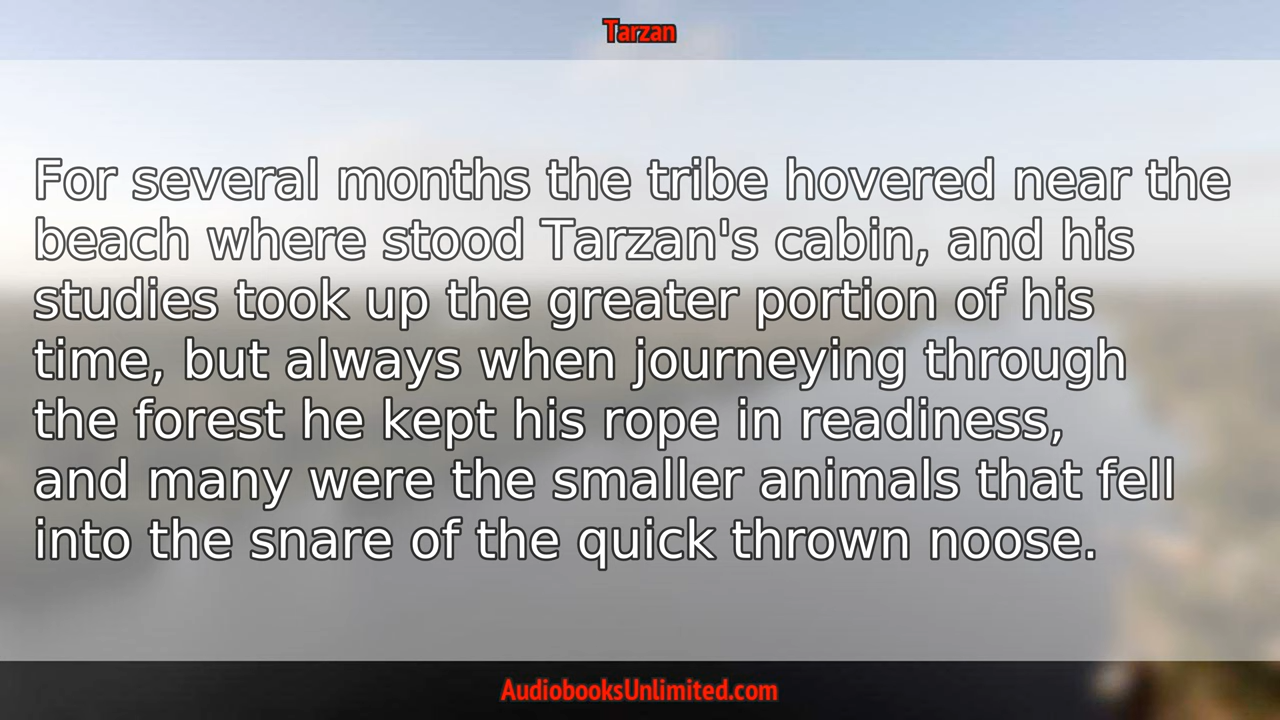 Tarzan
For several months the tribe hovered near the
beach where stood Tarzan's cabin, and his
studies took up the greater portion of his
time, but always when journeying through
the forest he kept his rope in readiness,
and many were the smaller animals that fell
into the snare of the quick thrown noose.
AudiobooksUnlimited.com